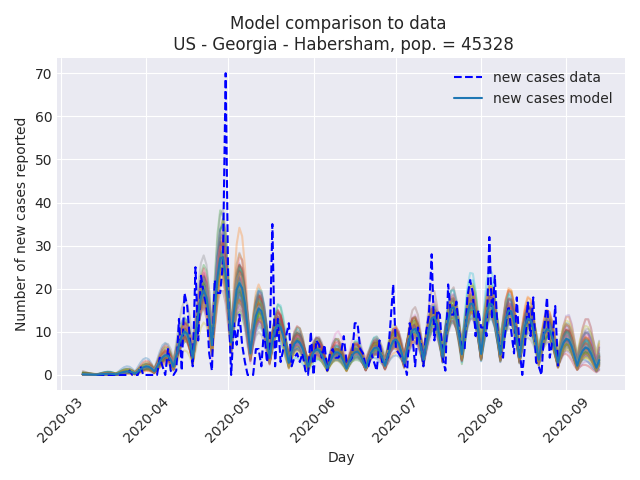 Model comparison to data
US - Georgia - Habersham, pop. = 45328
new cases data
new cases model
Number of new cases reported
70
60
50
40
30
20
10
0
2020-03
2020-04
2020-05
2020-06
2020-07
2020-08
2020-09
Day